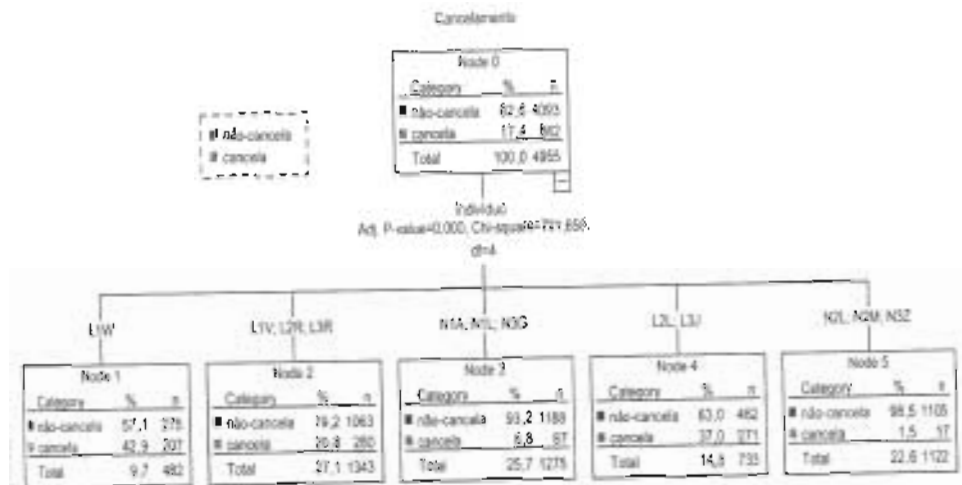 Cancelamento
Node 0
Category % n
não-cancela 82,6 4093
cancela 17,4 862
Total 100,0 4955
não-cancela
cancela
Indivíduo
Adj. P-value=0,000,
df=4
L1W
L1V; L2R; L3R
N1A; N1L; N3G
L2L; L3J
N2L; N2M; N3Z
Node 1
Category % n
não-cancela 57,1 275
cancela 42,9 207
Total 9,7 482
Node 2
Category % n
não-cancela 79,2 1063
cancela 20,8 280
Total 27,1 1343
Node 3
Category % n
não-cancela 93,2 1188
cancela 6,8 87
Total 25,7 1275
Node 4
Category % n
não-cancela 63,0 462
cancela 37,0 271
Total 14,8 733
Node 5
Category % n
não-cancela 98,5 1105
cancela 1,5 17
Total 22,6 1122